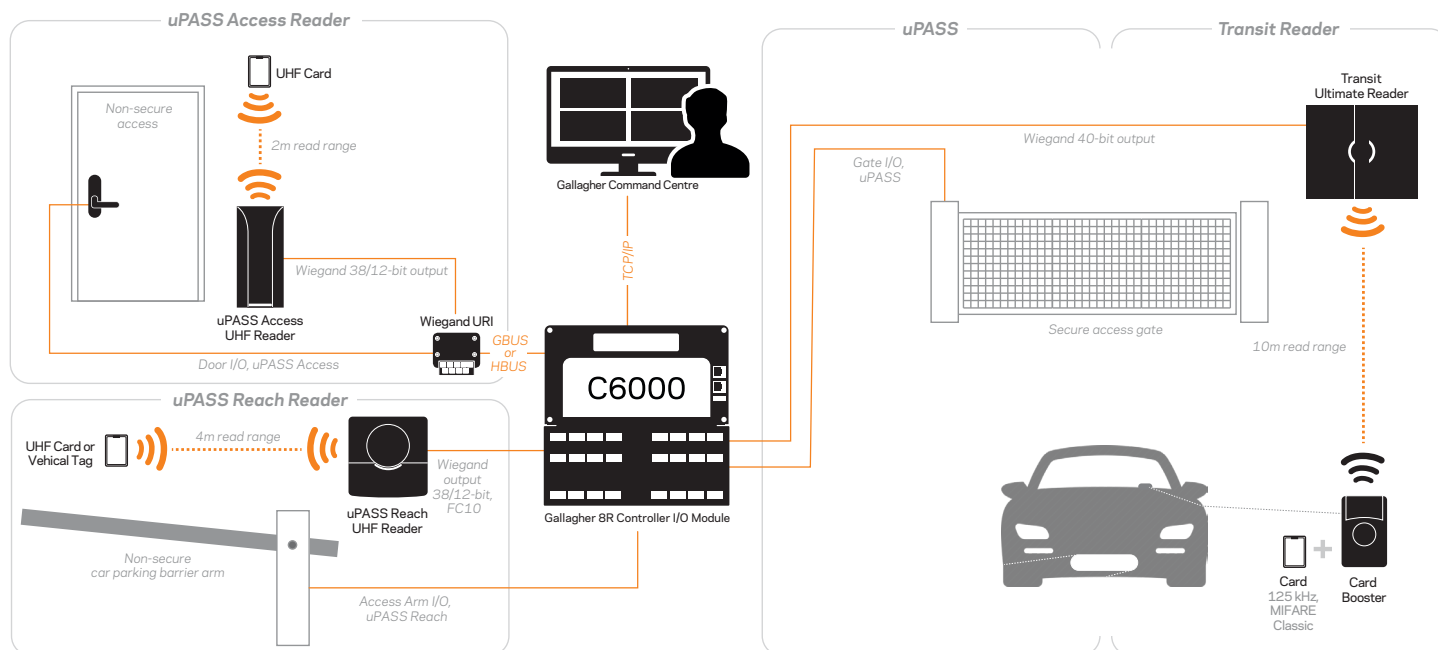 uPASS Access Reader
UHF Card
Non-secure
access
2m read range
Wiegand 38/12-bit output
uPASS Access
UHF Reader
Wiegand URI
GBUS
or
HBUS
Door I/O, uPASS Access
Gallagher Command Centre
TCP/IP
C6000
Gallagher 8R Controller I/O Module
uPASS Reach Reader
UHF Card or
Vehical Tag
4m read range
uPASS Reach
UHF Reader
Wiegand
output
38/12-bit,
FC10
Non-secure
car parking barrier arm
Access Arm I/O,
uPASS Reach
uPASS
Transit Reader
Transit
Ultimate Reader
Wiegand 40-bit output
Gate I/O,
uPASS
Secure access gate
10m read range
Card
125 kHz,
MIFARE
Classic
Card
Booster